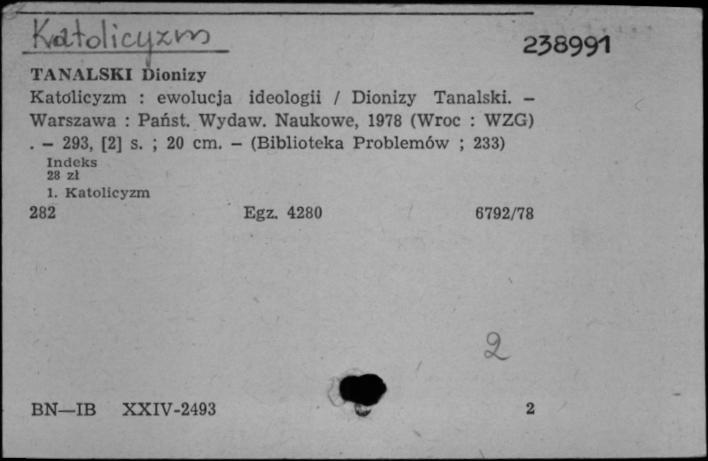 Katolicyzm
238991
TANALSKI Dionizy
Katolicyzm : ewolucja ideologii / Dionizy Tanalski. —
Warszawa : Państ. Wydaw. Naukowe, 1978 (Wroc : WZG)
. — 293, [2] s. ; 20 cm. — (Biblioteka Problemów ; 233)
Indeks
28 zł
1. Katolicyzm
282 Egz. 4280 6792/78
2
BN—IB XXIV-2493 2